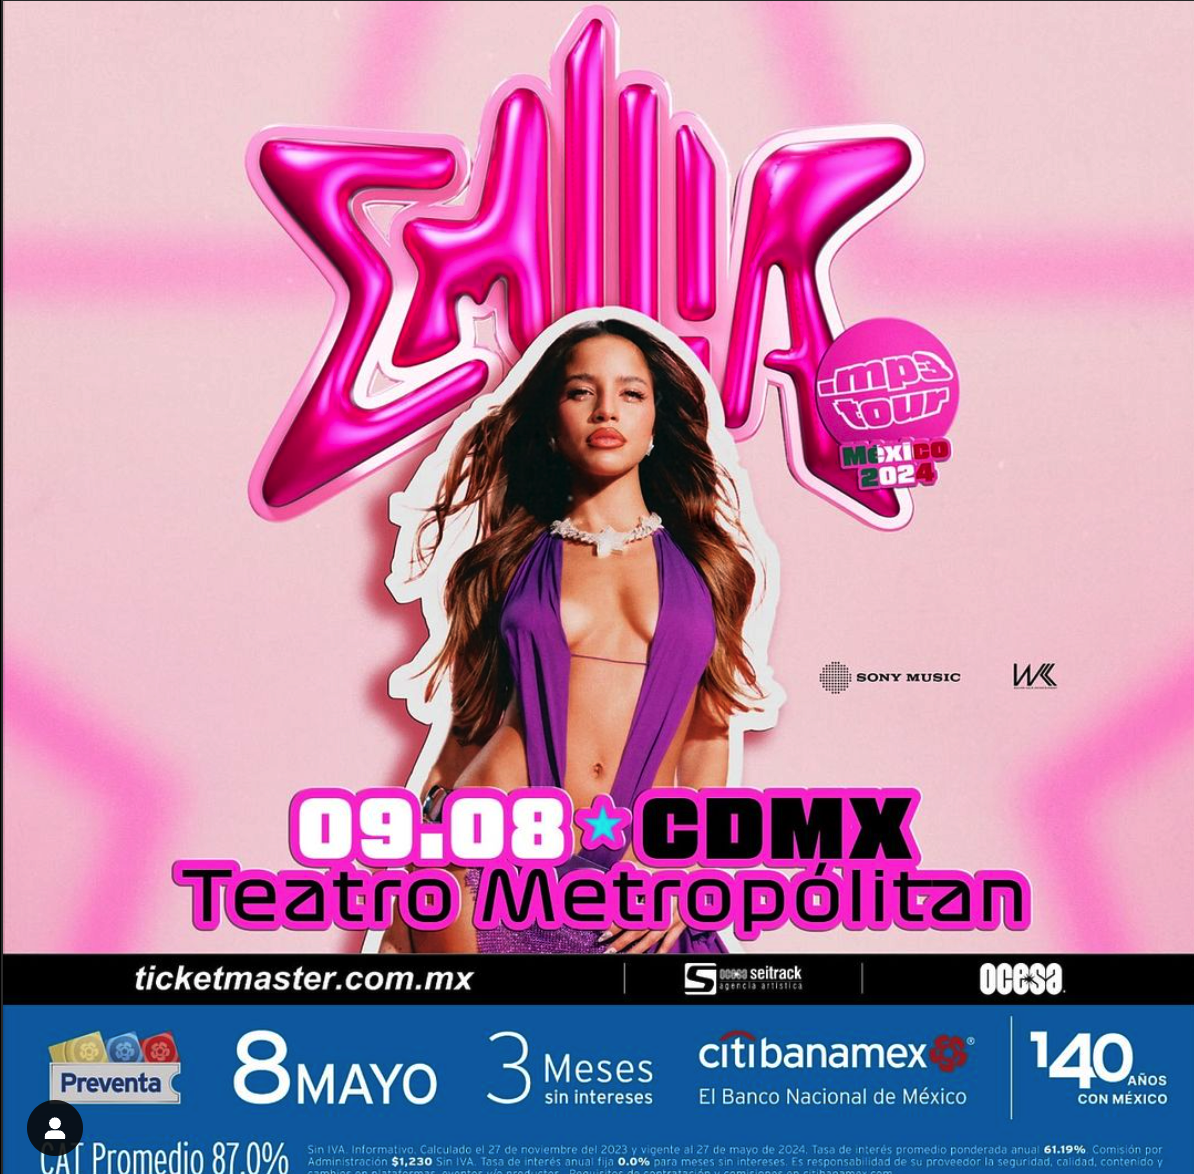 EMILIA
.mp3
tour
México
2024
SONY MUSIC
WK
09.08 CDMX
Teatro Metropólitan
ticketmaster.com.mx
ocesa seitrack
agencia artística
ocesa
Preventa
8 MAYO
3 Meses
sin intereses
citibanamex®
El Banco Nacional de México
140 AÑOS
CON MÉXICO
CAT Promedio 87.0%
Sin IVA. Informativo. Calculado el 27 de noviembre del 2023 y vigente al 27 de mayo de 2024. Tasa de interés promedio ponderada anual 61.19%. Comisión por
Administración $1,230 Sin IVA. Tasa de interés anual fija 0.0% para meses sin intereses. Es responsabilidad de su proveedor la seguridad, calidad, contenido y